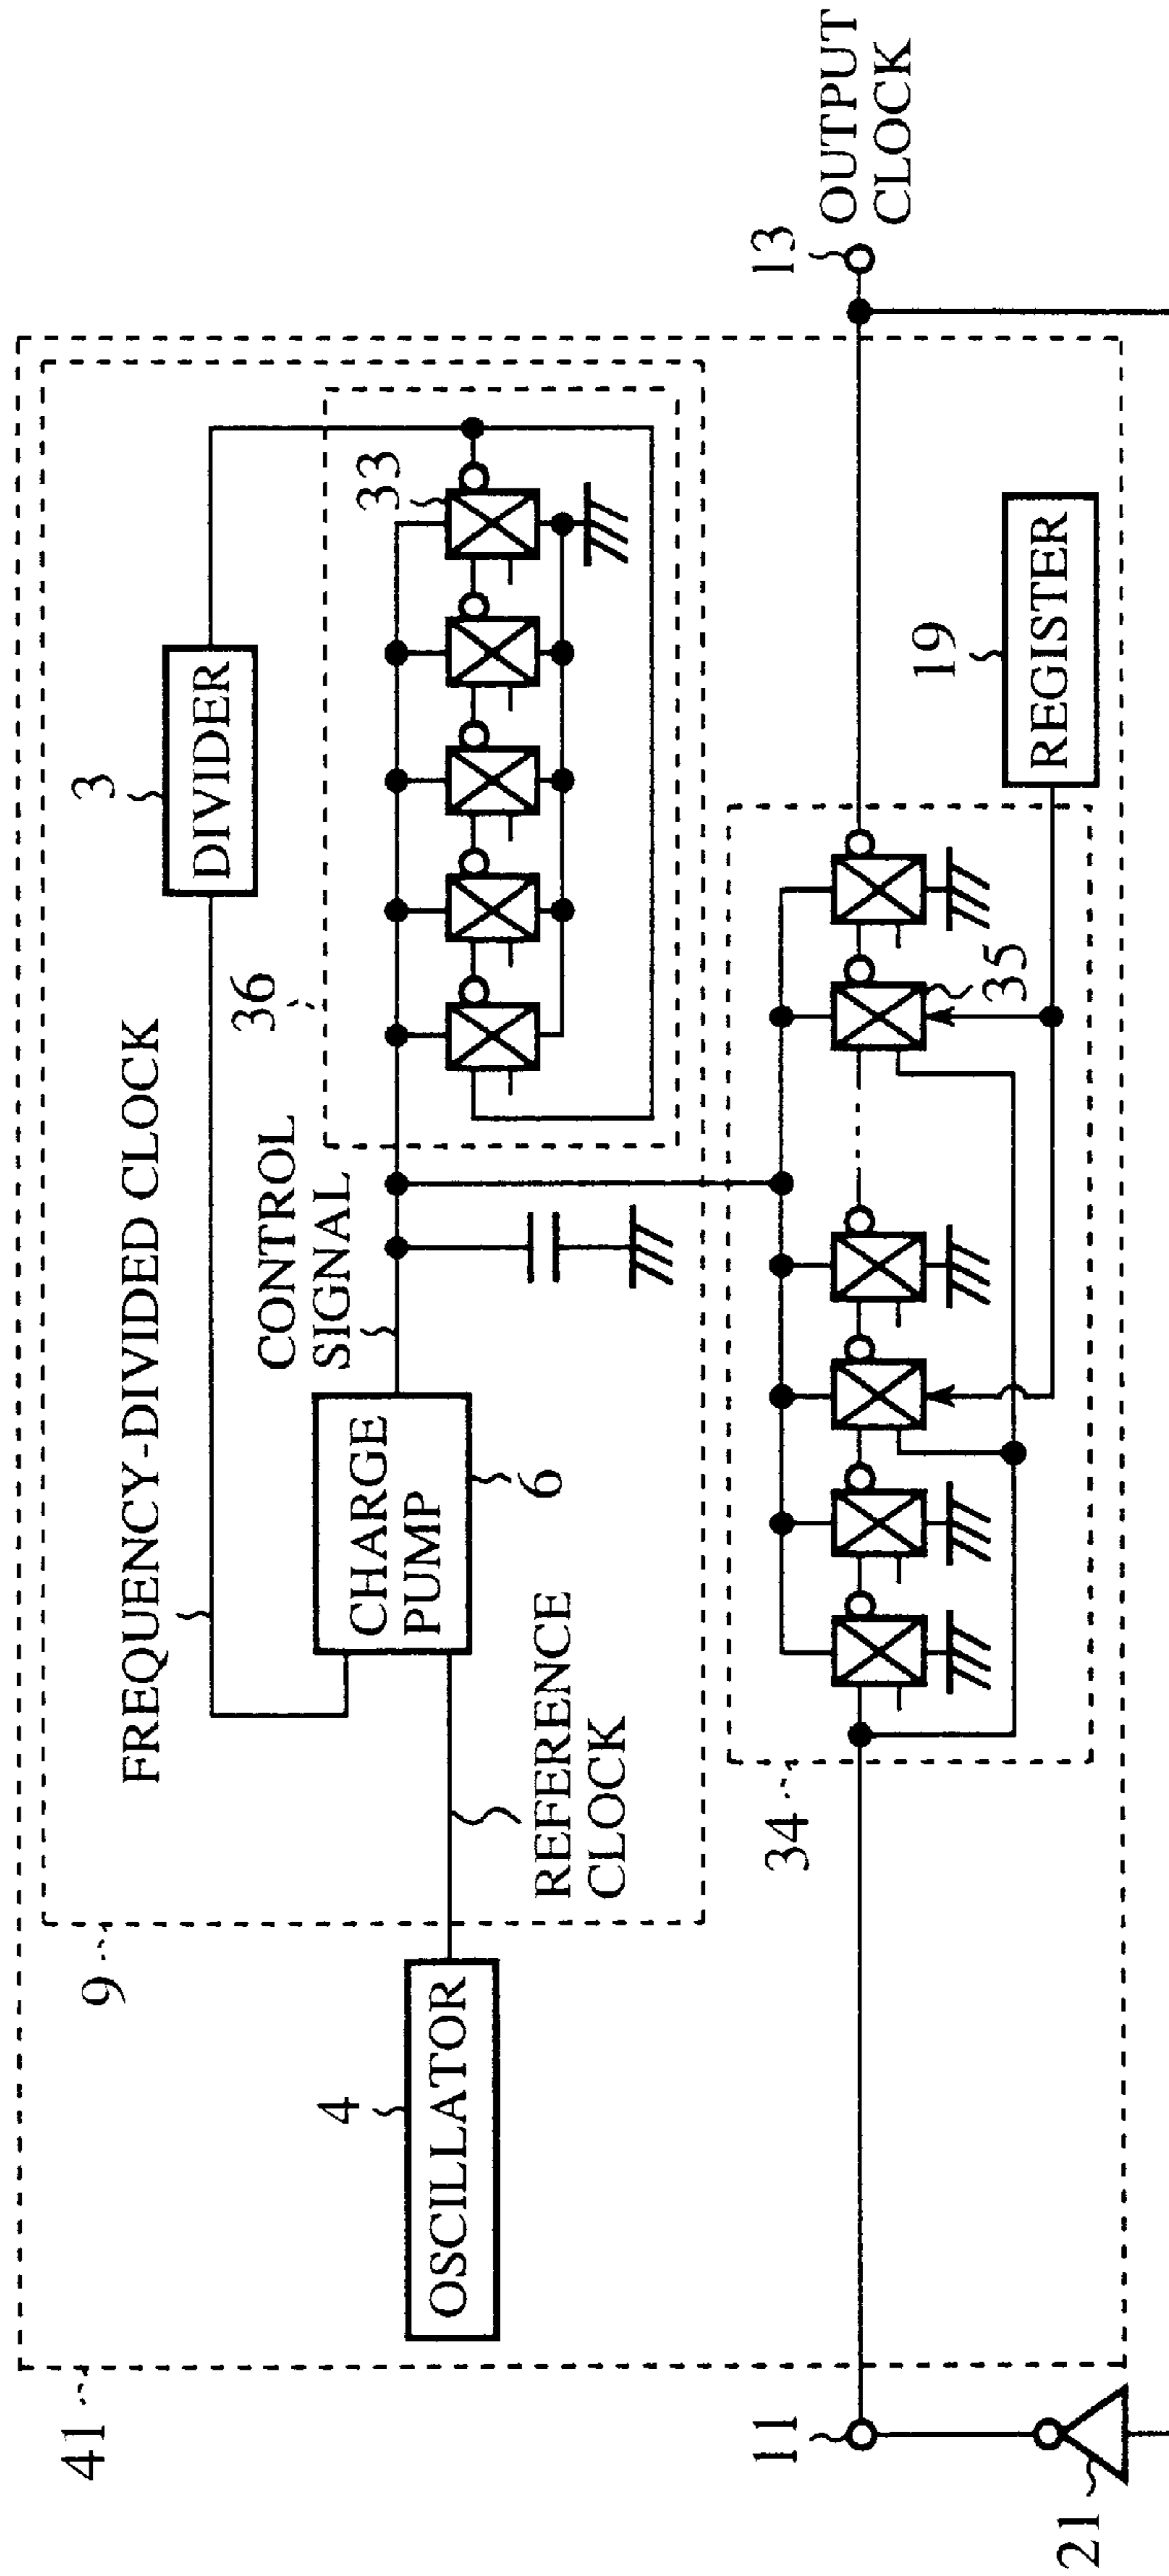 41
9
FREQUENCY-DIVIDED CLOCK
3
DIVIDER
36
33
4
OSCILLATOR
CHARGE
PUMP
6
CONTROL
SIGNAL
REFERENCE
CLOCK
11
34
13
OUTPUT
CLOCK
35
19
REGISTER
21